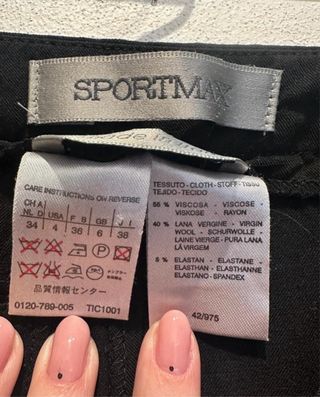 SPORTMAX
CARE INSTRUCTIONS ON REVERSE
CH A
NL D USA F B GB J I
34 4 36 6 38
品質情報センター
0120-769-005 TIC1001
TESSUTO - CLOTH - STOFF - TISSU
TEJIDO - TECIDO
55 % VISCOSA - VISCOSE -
VISKOSE - RAYON
40 % LANA VERGINE - VIRGIN
WOOL - SCHURWOLLE -
LAINE VIERGE - PURA LANA
LÃ VIRGEM
5 % ELASTAN - ELASTANE -
ELASTHAN - ELASTHANNE
ELASTANO - SPANDEX
42/975